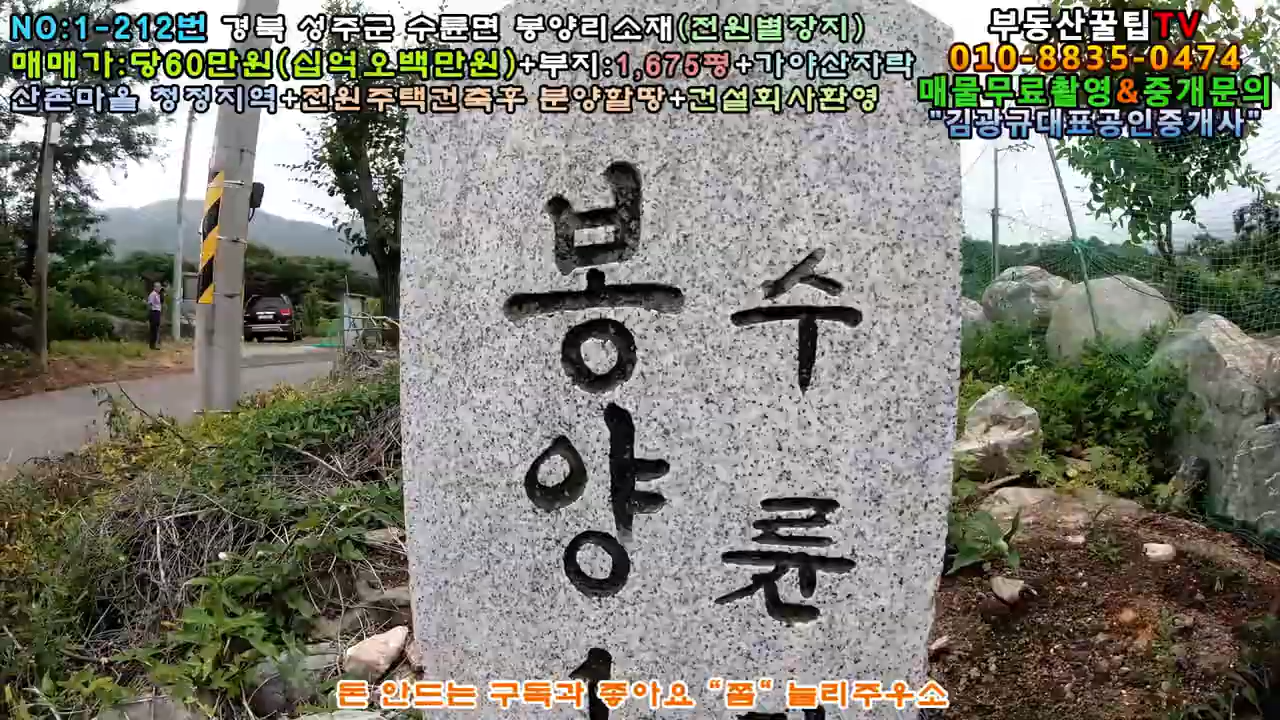 NO:1-212번 경북 성주군 수륜면 봉양리소재(전원별장지)
매매가:당60만원(십억오백만원)+부지:1,675평+가야산자락
산촌마을 청정지역+전원주택건축후 분양할땅+건설회사환영
부동산꿀팁TV
010-8835-0474
매물무료촬영&중개문의
"김광규대표공인중개사"
수륜
봉양
돈 안드는 구독과 좋아요 "쫌" 눌리주우소